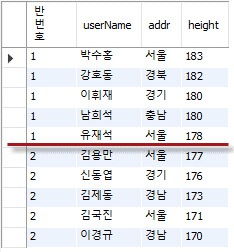 반번호 userName addr height
1 박수홍 서울 183
1 강호동 경북 182
1 이휘재 경기 180
1 남희석 충남 180
1 유재석 서울 178
2 김용만 서울 177
2 신동엽 경기 176
2 김제동 경남 173
2 김국진 서울 171
2 이경규 경남 170